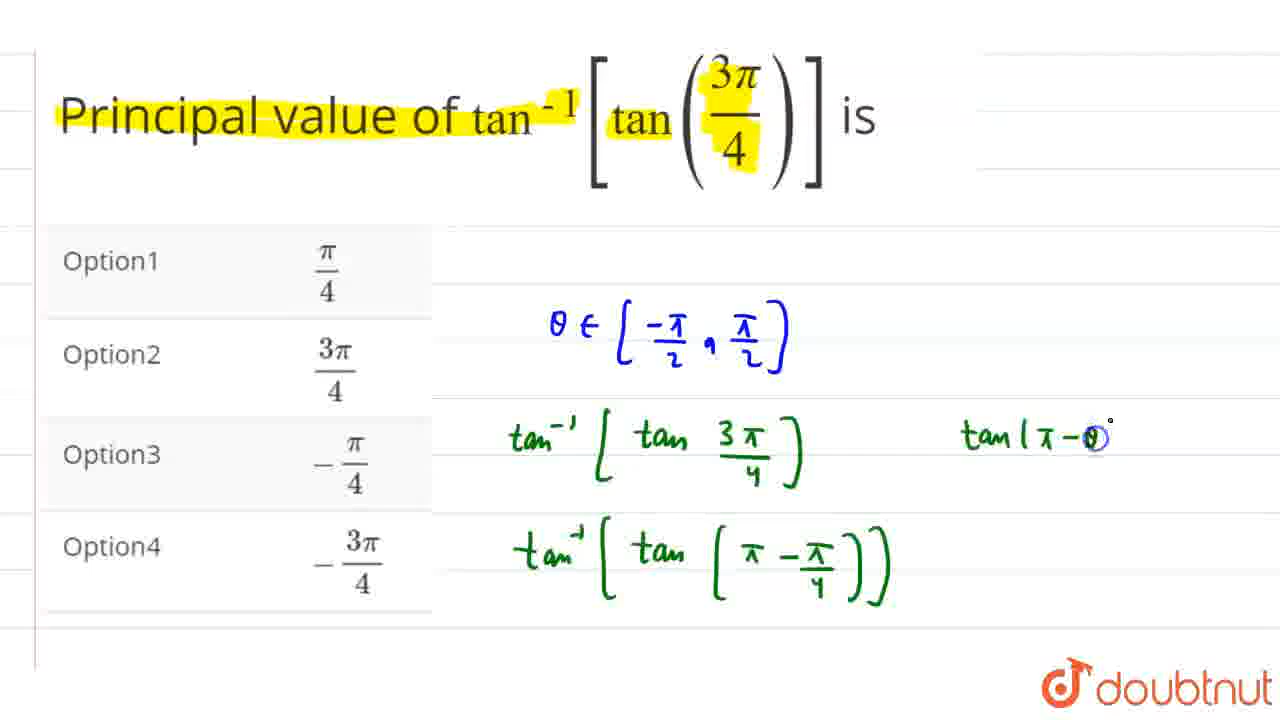 Principal value of tan⁻¹[tan(3π/4)] is
Option1 π/4
Option2 3π/4
Option3 −π/4
Option4 −3π/4
θ ∈ [−π/2, π/2]
tan⁻¹[tan 3π/4]
tan(π−θ
tan⁻¹[tan[π−π/4)]
doubtnut